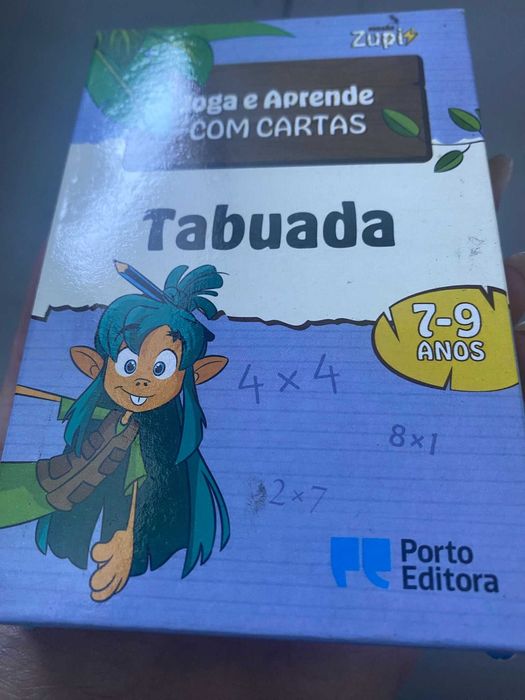 Zupi
Joga e Aprende
COM CARTAS
Tabuada
7-9
ANOS
4 × 4
8×1
2×7
Porto
Editora